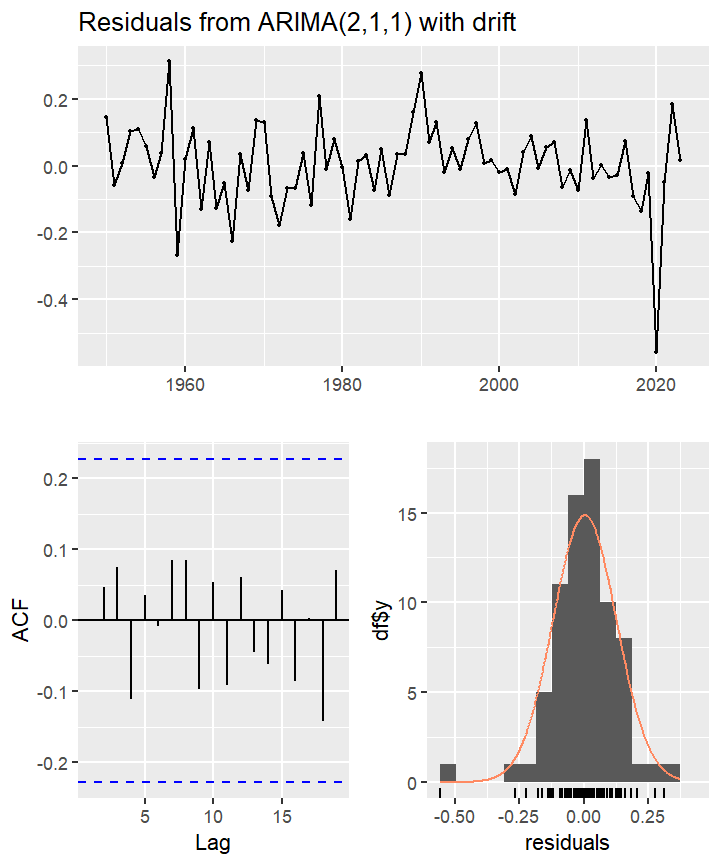 Residuals from ARIMA(2,1,1) with drift
0.2
0.0
-0.2
-0.4
1960 1980 2000 2020
ACF
0.2
0.1
0.0
-0.1
-0.2
5 10 15
Lag
df$y
15
10
5
0
-0.50 -0.25 0.00 0.25
residuals